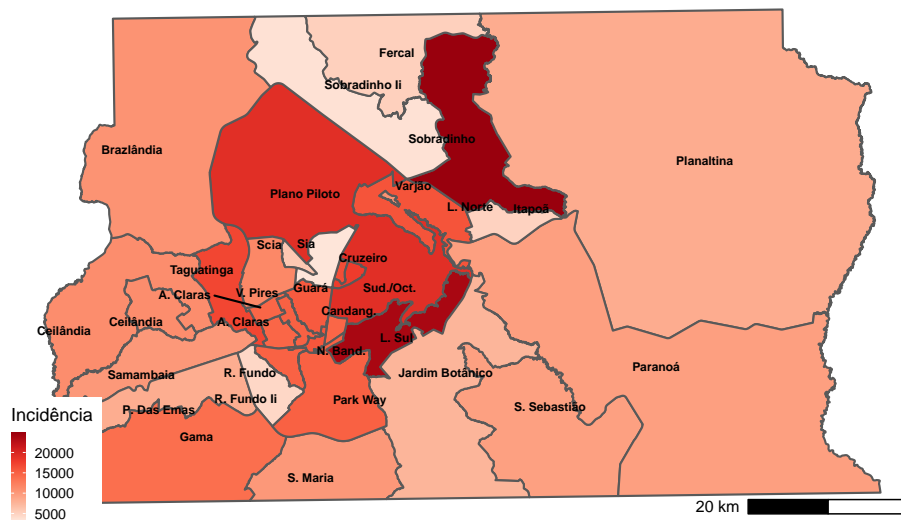 Fercal
Sobradinho Ii
Sobradinho
Brazlândia
Planaltina
Varjão
Plano Piloto
L. Norte
Itapoã
Scia
Sia
Cruzeiro
Taguatinga
Guará
Sud./Oct.
A. Claras
V. Pires
Candang.
Ceilândia
Ceilândia
A. Claras
L. Sul
N. Band.
Samambaia
R. Fundo
Jardim Botânico
Paranoá
R. Fundo Ii
Park Way
P. Das Emas
S. Sebastião
Gama
S. Maria
Incidência
20000
15000
10000
5000
20 km